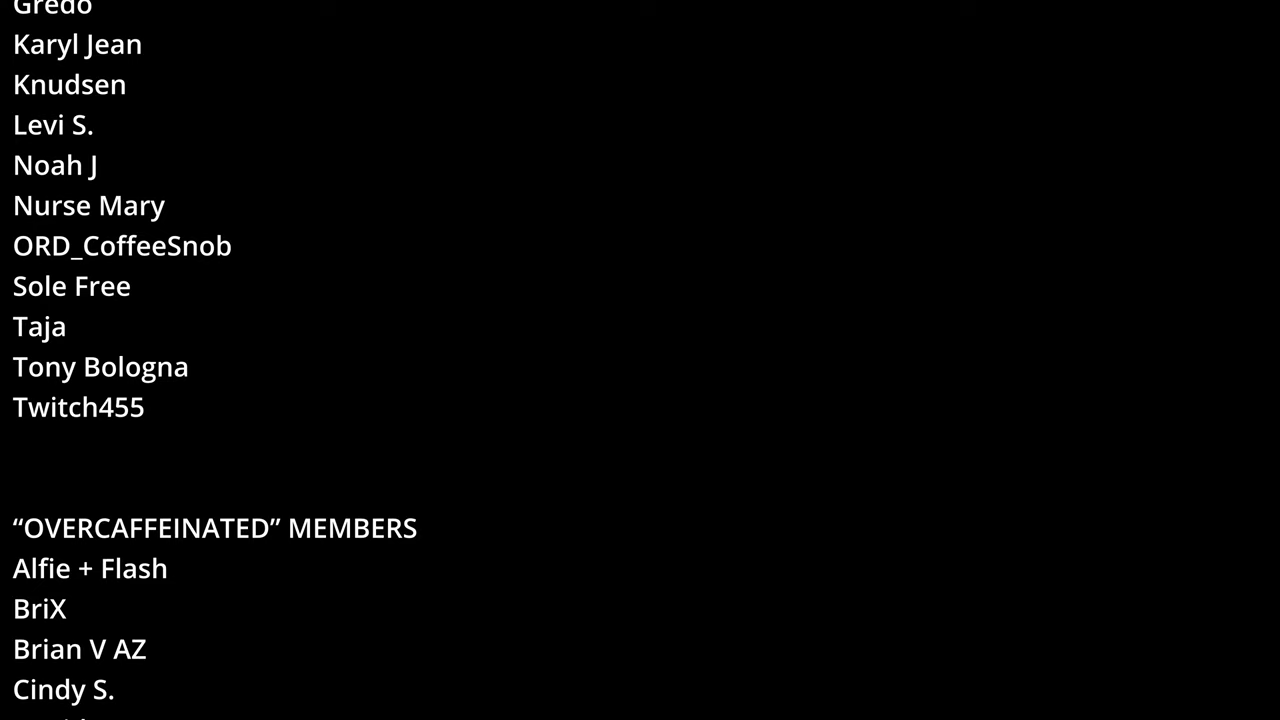 Gredo
Karyl Jean
Knudsen
Levi S.
Noah J
Nurse Mary
ORD_CoffeeSnob
Sole Free
Taja
Tony Bologna
Twitch455
“OVERCAFFEINATED” MEMBERS
Alfie + Flash
BriX
Brian V AZ
Cindy S.